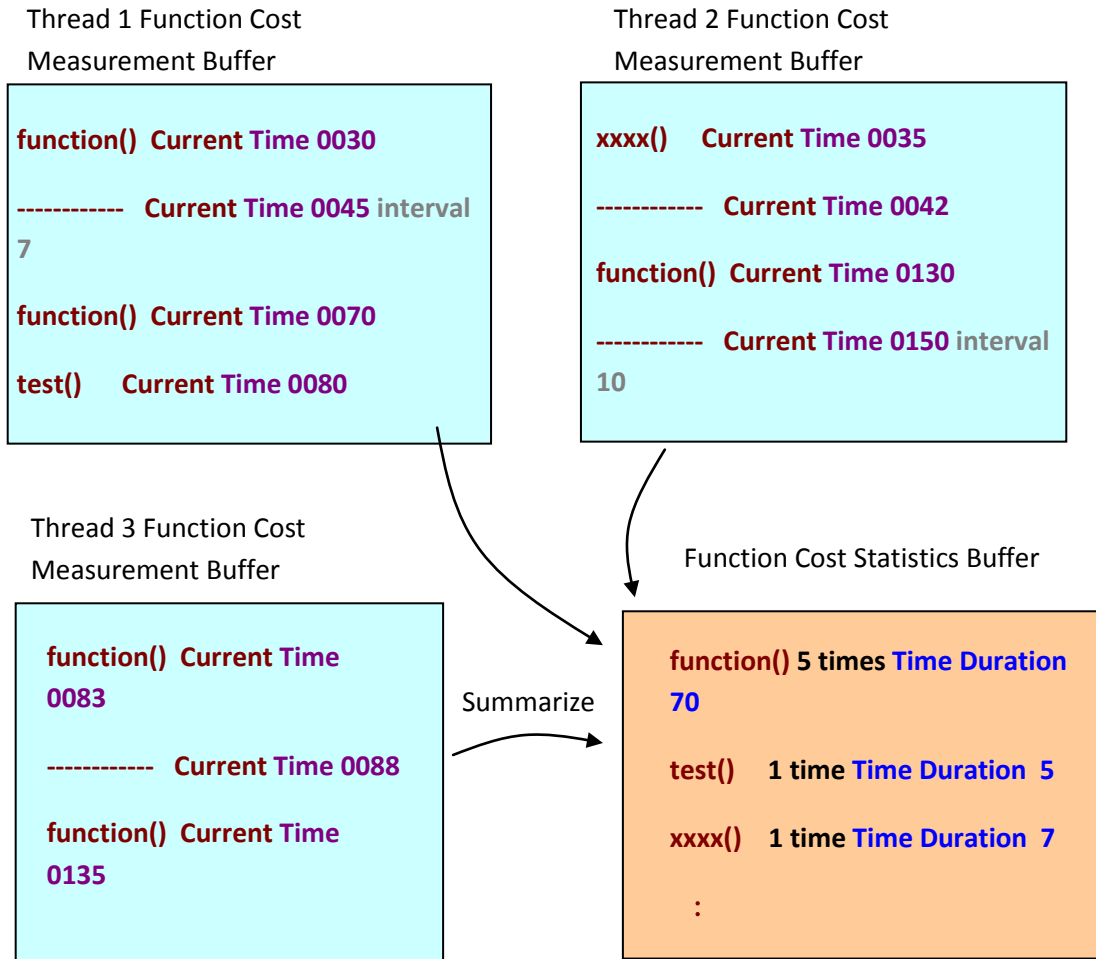 Thread 1 Function Cost
Measurement Buffer
function() Current Time 0030
------------ Current Time 0045 interval
7
function() Current Time 0070
test() Current Time 0080
Thread 2 Function Cost
Measurement Buffer
xxxx() Current Time 0035
------------ Current Time 0042
function() Current Time 0130
------------ Current Time 0150 interval
10
Thread 3 Function Cost
Measurement Buffer
function() Current Time
0083
------------ Current Time 0088
function() Current Time
0135
Summarize
Function Cost Statistics Buffer
function() 5 times Time Duration
70
test() 1 time Time Duration 5
xxxx() 1 time Time Duration 7
: